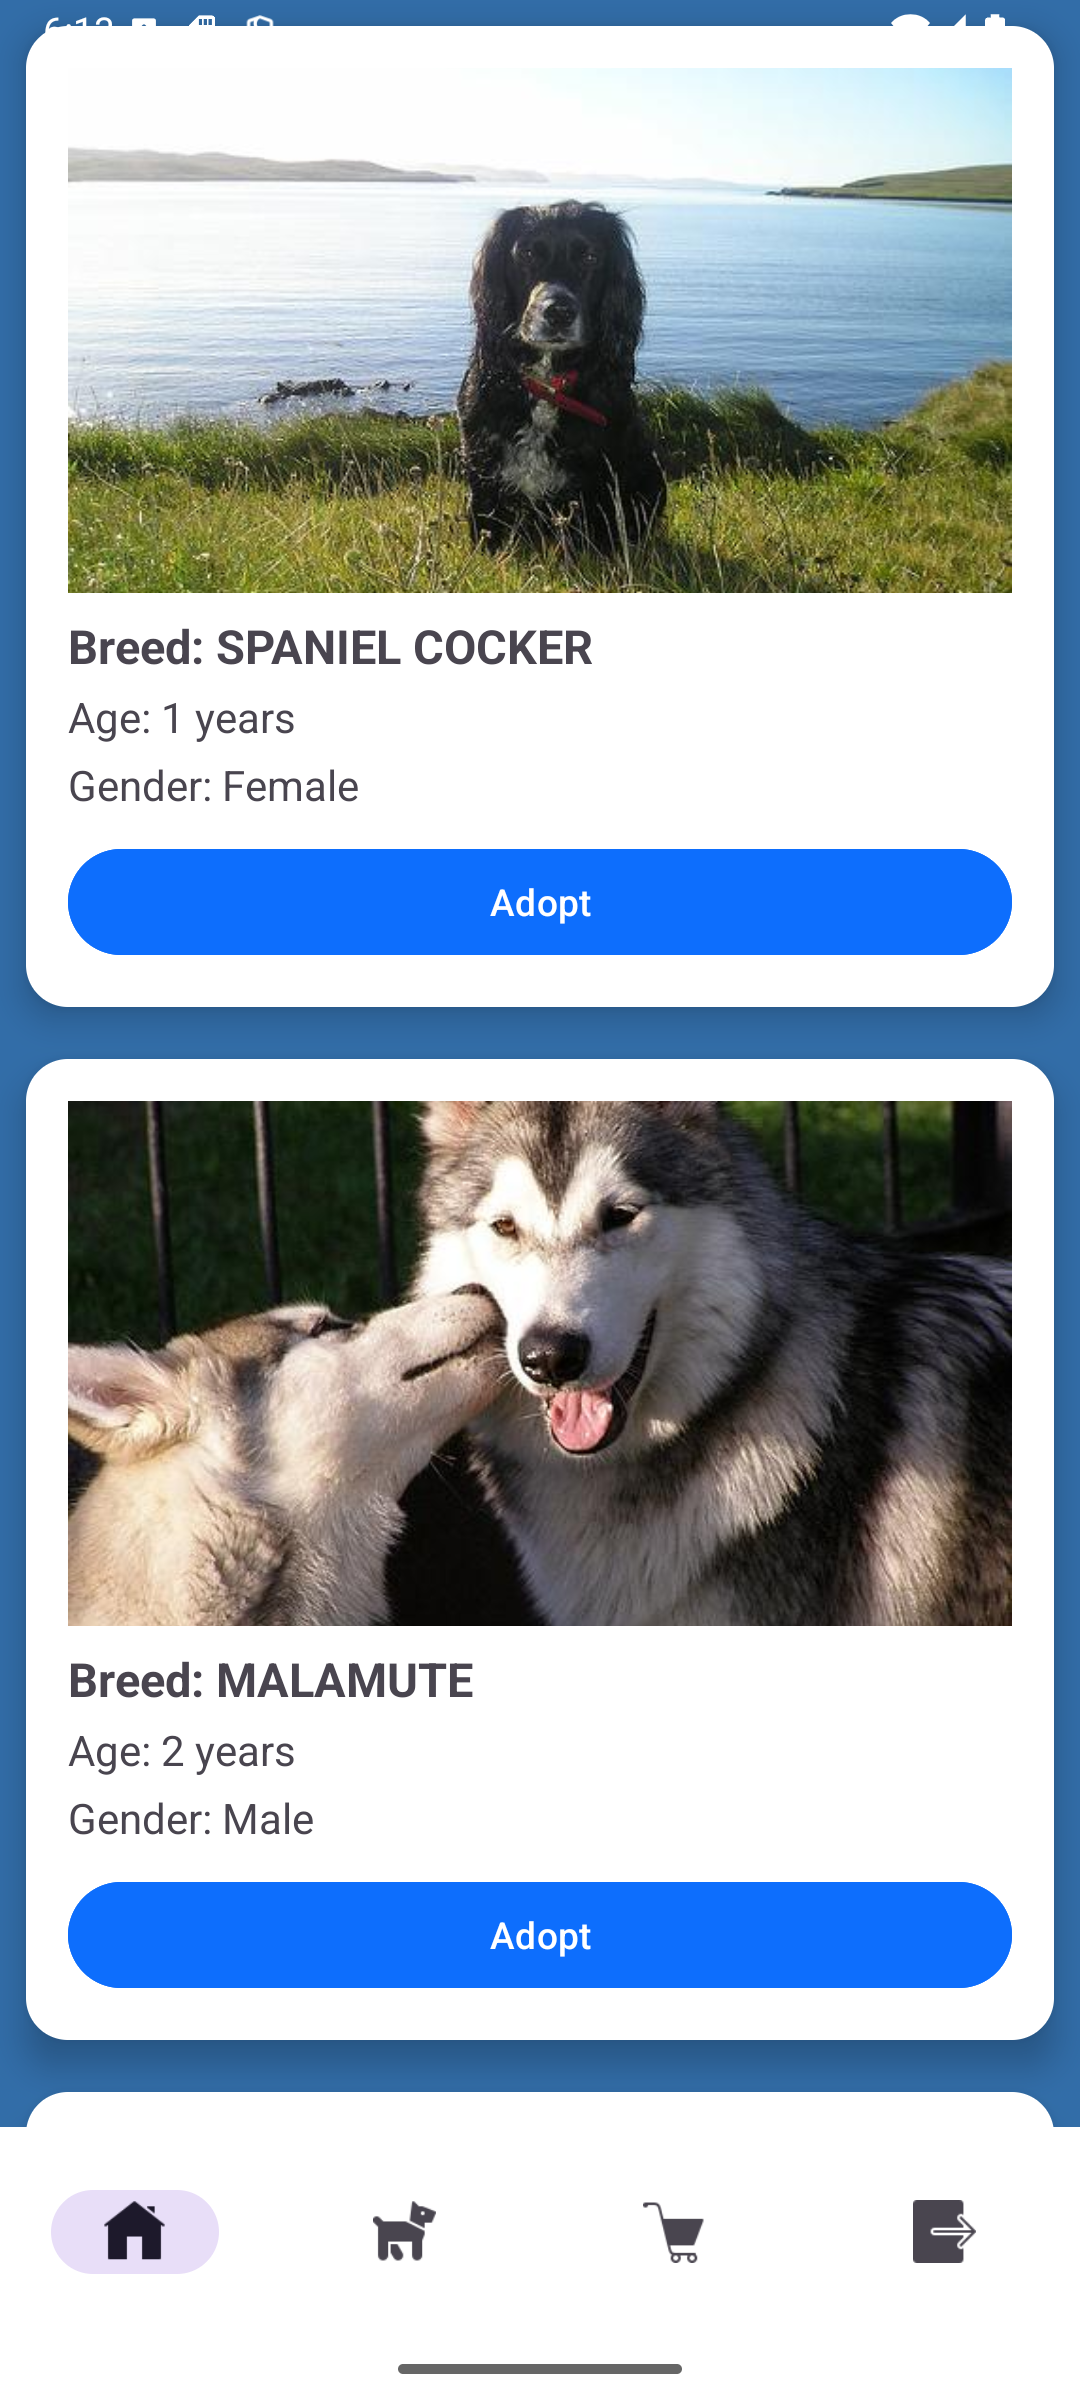 Breed: SPANIEL COCKER
Age: 1 years
Gender: Female
Adopt
Breed: MALAMUTE
Age: 2 years
Gender: Male
Adopt